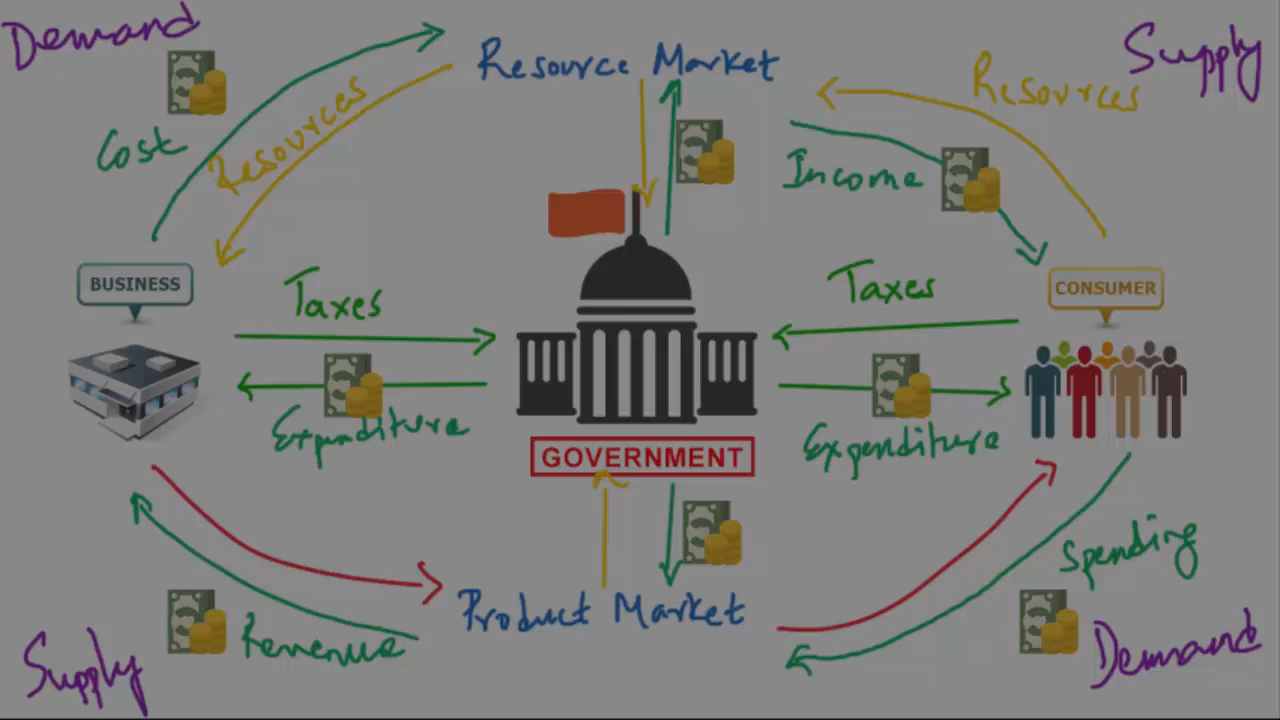 Demand
Supply
Resource Market
Resources
Cost
Resources
Income
BUSINESS
Taxes
Taxes
CONSUMER
Expenditure
GOVERNMENT
Expenditure
Spending
Product Market
Revenue
Supply
Demand